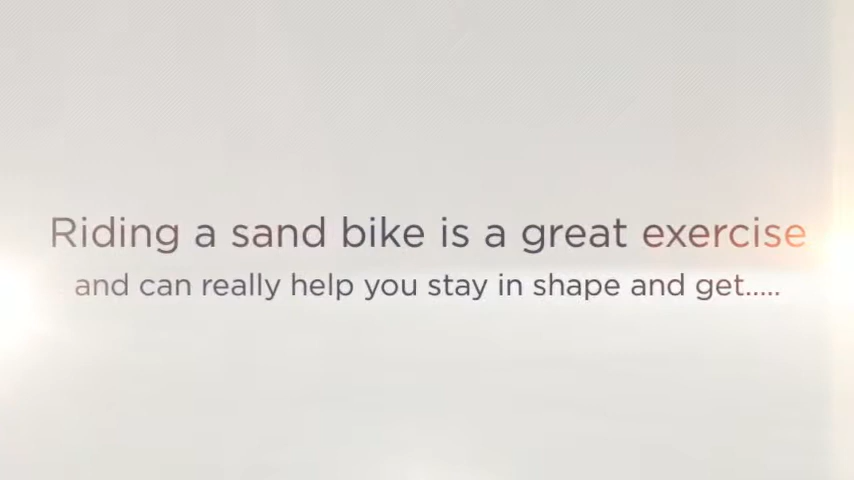 Riding a sand bike is a great exercise
and can really help you stay in shape and get.....